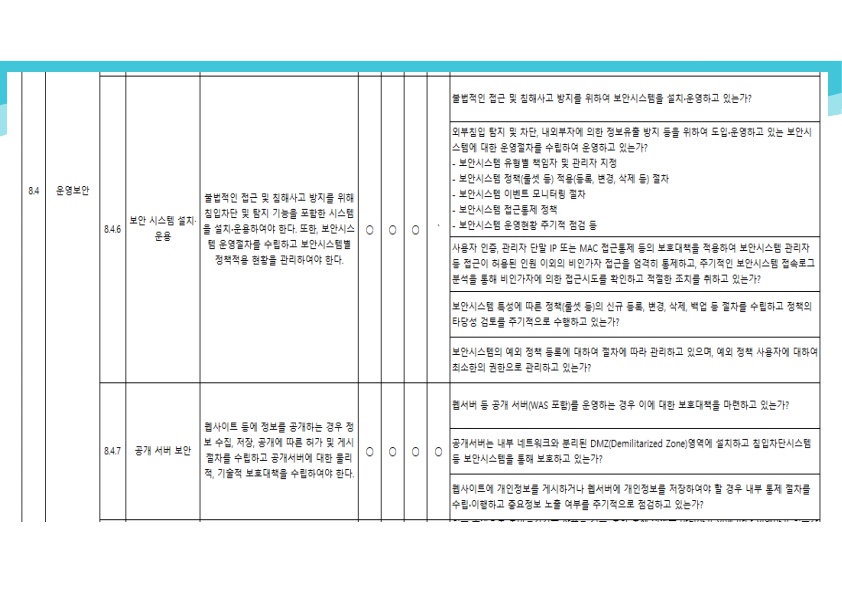 8.4
운영보안
8.4.6
보안 시스템 설치·
운용
불법적인 접근 및 침해사고 방지를 위해
침입차단 및 탐지 기능을 포함한 시스템
을 설치·운용하여야 한다. 또한, 보안시스
템 운영절차를 수립하고 보안시스템별
정책적용 현황을 관리하여야 한다.
○ ○ ○ `
불법적인 접근 및 침해사고 방지를 위하여 보안시스템을 설치·운영하고 있는가?
외부침입 탐지 및 차단, 내외부자에 의한 정보유출 방지 등을 위하여 도입·운영하고 있는 보안시
스템에 대한 운영절차를 수립하여 운영하고 있는가?
- 보안시스템 유형별 책임자 및 관리자 지정
- 보안시스템 정책(룰셋 등) 적용(등록, 변경, 삭제 등) 절차
- 보안시스템 이벤트 모니터링 절차
- 보안시스템 접근통제 정책
- 보안시스템 운영현황 주기적 점검 등
사용자 인증, 관리자 단말 IP 또는 MAC 접근통제 등의 보호대책을 적용하여 보안시스템 관리자
등 접근이 허용된 인원 이외의 비인가자 접근을 엄격히 통제하고, 주기적인 보안시스템 접속로그
분석을 통해 비인가자에 의한 접근시도를 확인하고 적절한 조치를 취하고 있는가?
보안시스템 특성에 따른 정책(룰셋 등)의 신규 등록, 변경, 삭제, 백업 등 절차를 수립하고 정책의
타당성 검토를 주기적으로 수행하고 있는가?
보안시스템의 예외 정책 등록에 대하여 절차에 따라 관리하고 있으며, 예외 정책 사용자에 대하여
최소한의 권한으로 관리하고 있는가?
8.4.7
공개 서버 보안
웹사이트 등에 정보를 공개하는 경우 정
보 수집, 저장, 공개에 따른 허가 및 게시
절차를 수립하고 공개서버에 대한 물리
적, 기술적 보호대책을 수립하여야 한다.
○ ○ ○ ○
웹서버 등 공개 서버(WAS 포함)를 운영하는 경우 이에 대한 보호대책을 마련하고 있는가?
공개서버는 내부 네트워크와 분리된 DMZ(Demilitarized Zone)영역에 설치하고 침입차단시스템
등 보안시스템을 통해 보호하고 있는가?
웹사이트에 개인정보를 게시하거나 웹서버에 개인정보를 저장하여야 할 경우 내부 통제 절차를
수립·이행하고 중요정보 노출 여부를 주기적으로 점검하고 있는가?